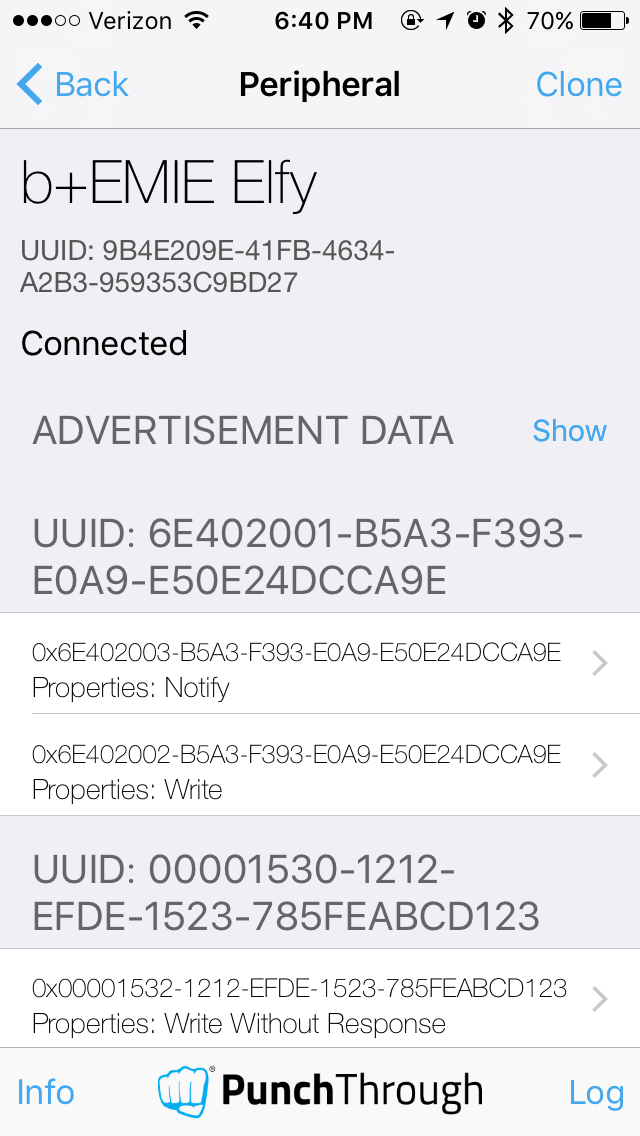 Verizon 6:40 PM 70%
Back Peripheral Clone
b+EMIE Elfy
UUID: 9B4E209E-41FB-4634-
A2B3-959353C9BD27
Connected
ADVERTISEMENT DATA Show
UUID: 6E402001-B5A3-F393-
E0A9-E50E24DCCA9E
0x6E402003-B5A3-F393-E0A9-E50E24DCCA9E
Properties: Notify
0x6E402002-B5A3-F393-E0A9-E50E24DCCA9E
Properties: Write
UUID: 00001530-1212-
EFDE-1523-785FEABCD123
0x00001532-1212-EFDE-1523-785FEABCD123
Properties: Write Without Response
Info ® PunchThrough Log